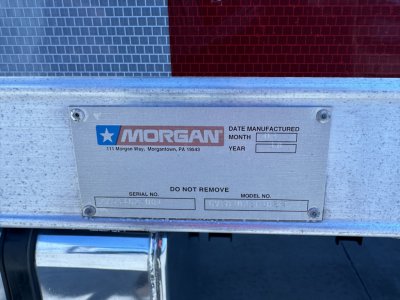 MORGAN
111 Morgan Way, Morgantown, PA 19543
DATE MANUFACTURED
MONTH
YEAR
DO NOT REMOVE
SERIAL NO.
MODEL NO.